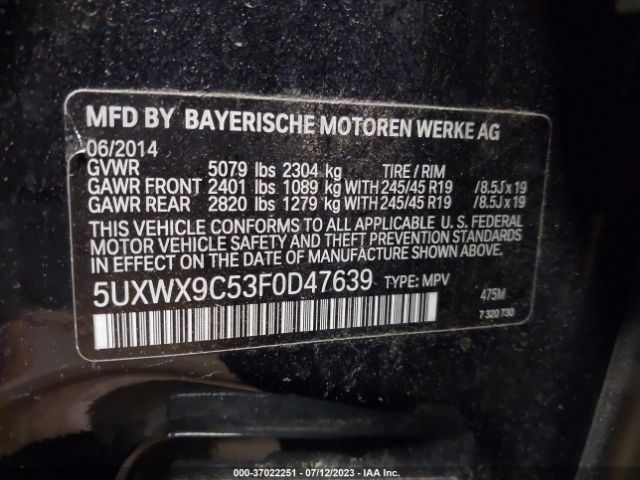 MFD BY BAYERISCHE MOTOREN WERKE AG
06/2014
GVWR 5079 lbs 2304 kg TIRE / RIM
GAWR FRONT 2401 lbs 1089 kg WITH 245/45 R19 /8.5J x 19
GAWR REAR 2820 lbs 1279 kg WITH 245/45 R19 /8.5J x 19
THIS VEHICLE CONFORMS TO ALL APPLICABLE U. S. FEDERAL
MOTOR VEHICLE SAFETY AND THEFT PREVENTION STANDARDS
IN EFFECT ON THE DATE OF MANUFACTURE SHOWN ABOVE.
5UXWX9C53F0D47639 TYPE: MPV
475M
7 320 730
000-37022251 - 07/12/2023 - IAA Inc.